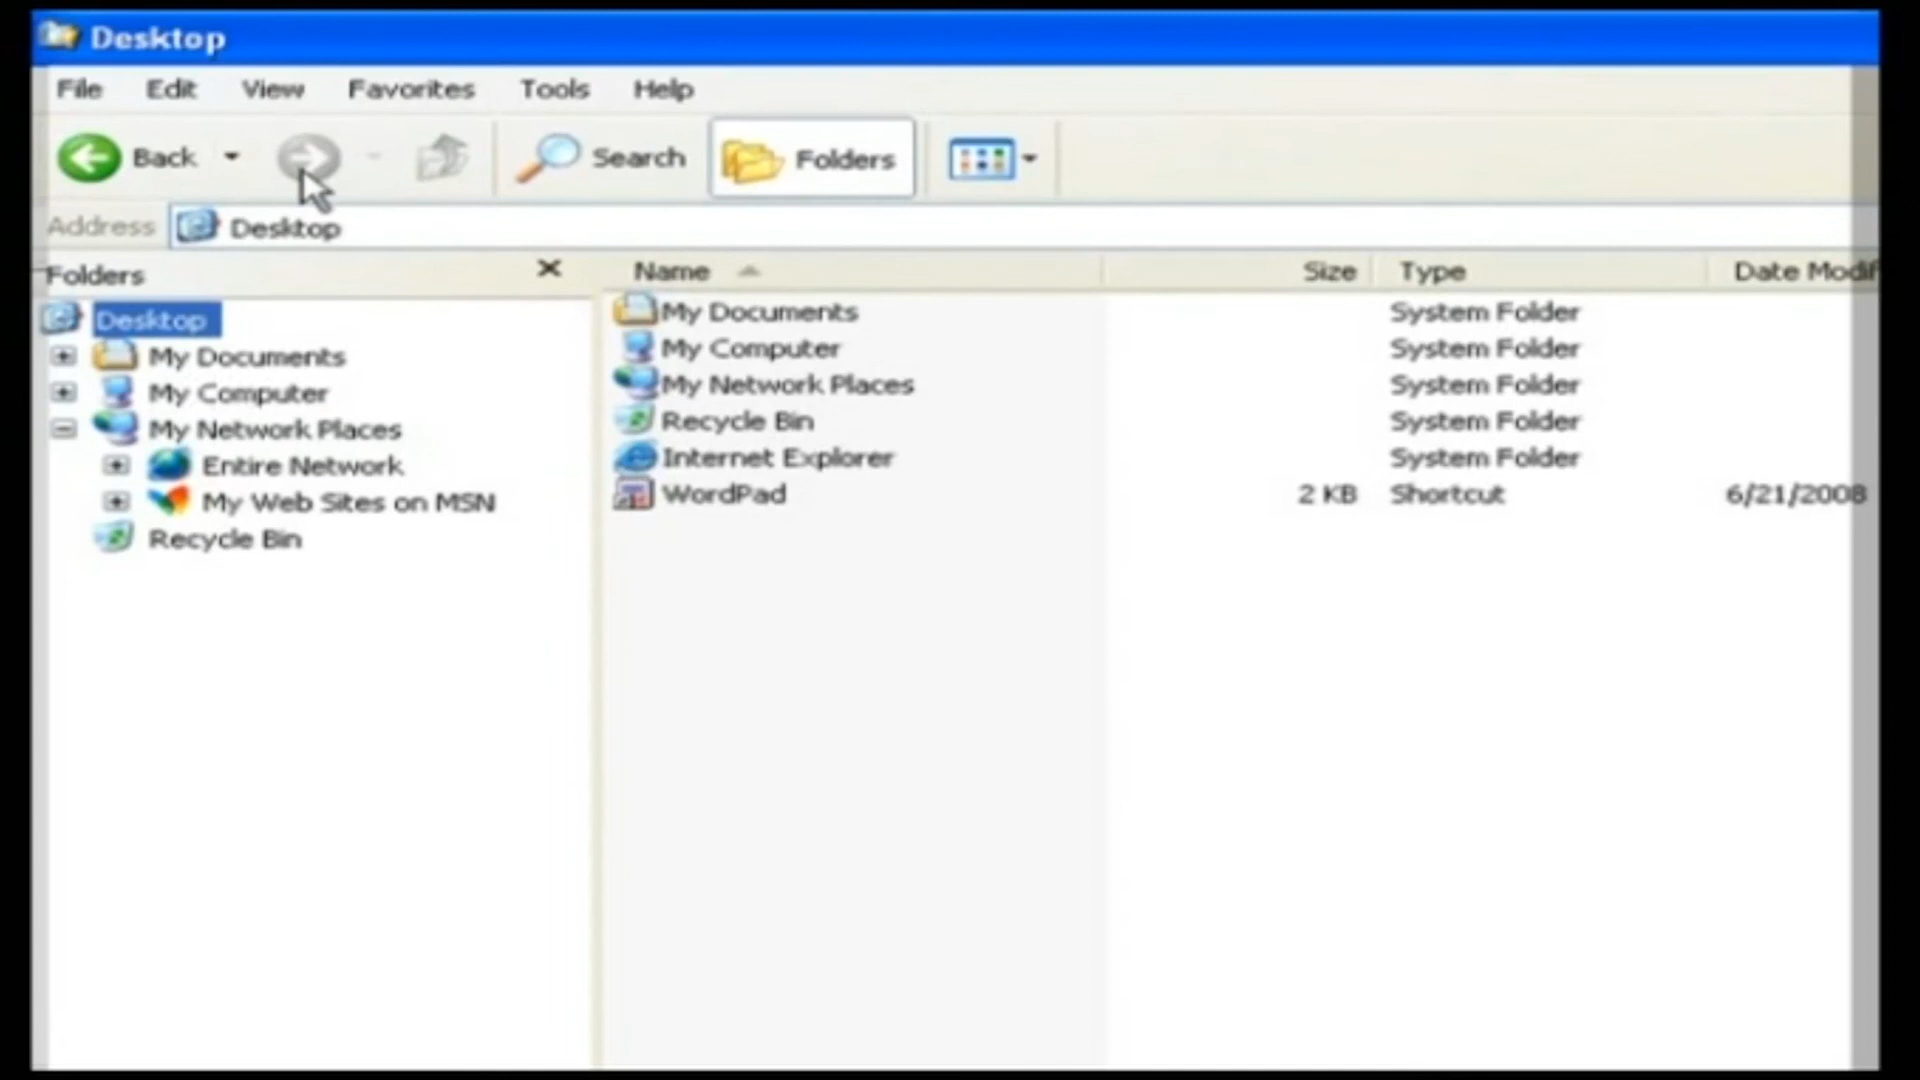 Desktop
File Edit View Favorites Tools Help
Back Search Folders
Address Desktop
Folders Name Size Type Date Modif
Desktop
My Documents
My Computer
My Network Places
Entire Network
My Web Sites on MSN
Recycle Bin
My Documents System Folder
My Computer System Folder
My Network Places System Folder
Recycle Bin System Folder
Internet Explorer System Folder
WordPad 2 KB Shortcut 6/21/2008